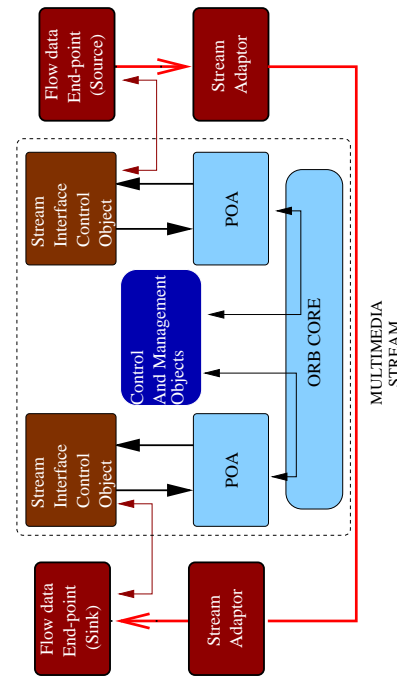 Flow data
End-point
(Sink)
Stream
Interface
Control
Object
Stream
Interface
Control
Object
Flow data
End-point
(Source)
Control
And Management
Objects
Stream
Adaptor
POA
POA
Stream
Adaptor
ORB CORE
MULTIMEDIA
STREAM